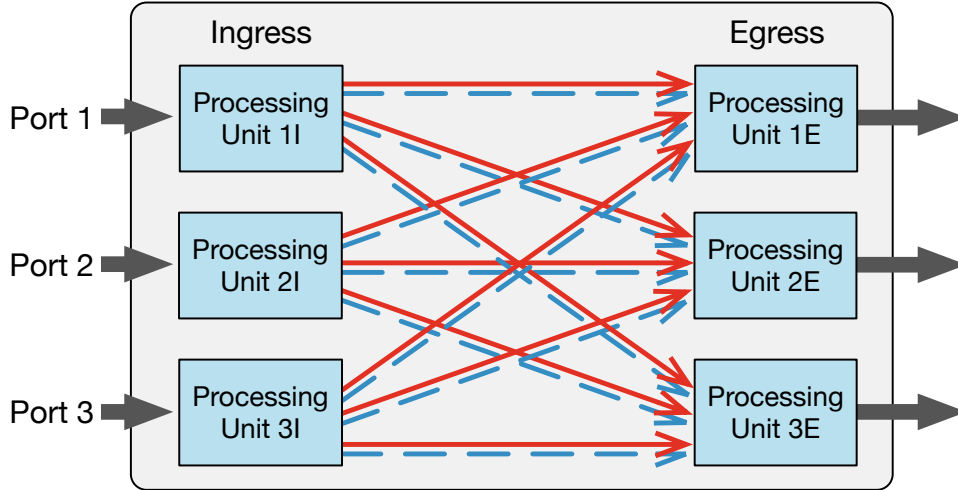 Ingress
Egress
Port 1
Processing
Unit 1I
Processing
Unit 1E
Port 2
Processing
Unit 2I
Processing
Unit 2E
Port 3
Processing
Unit 3I
Processing
Unit 3E